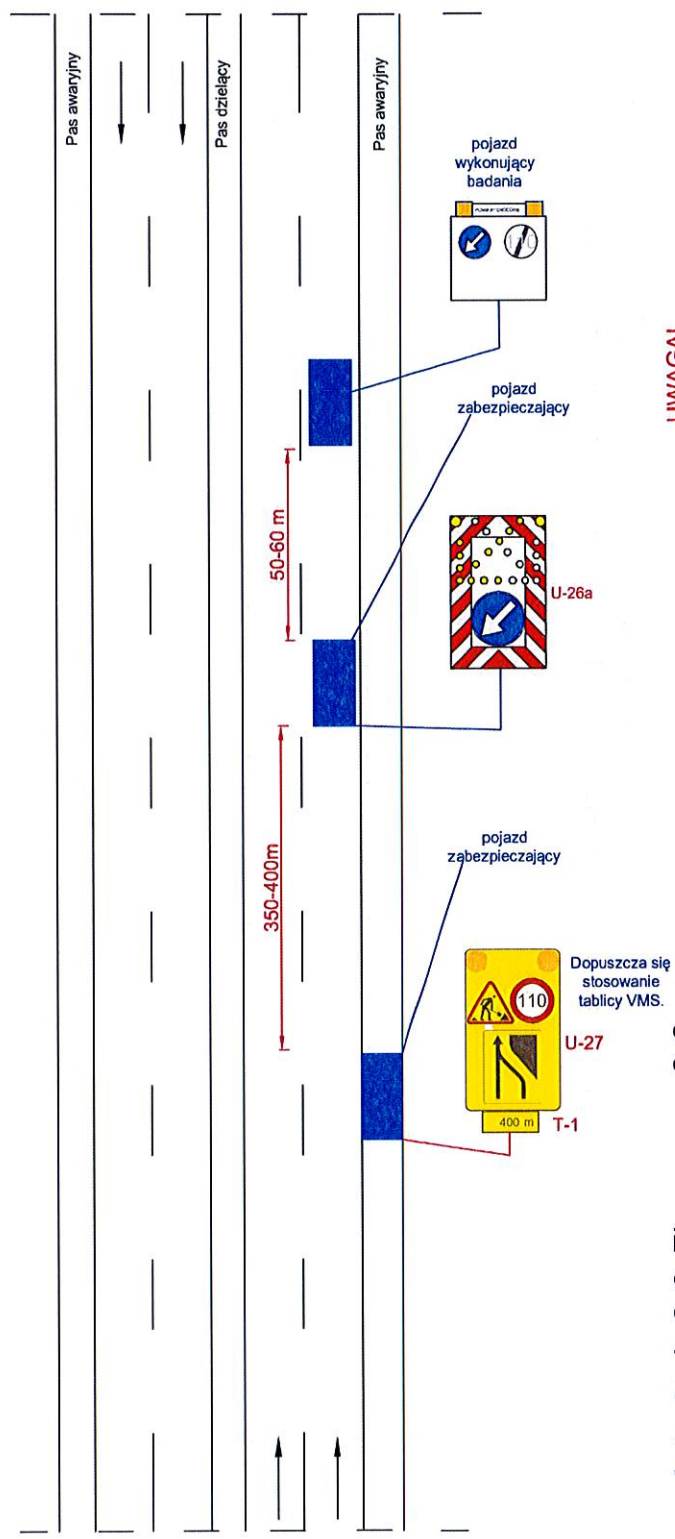 Pas awaryjny
Pas dzielący
Pas awaryjny
pojazd
wykonujący
badania
50-60 m
pojazd
zabezpieczający
UWAGA!
U-26a
350-400m
pojazd
zabezpieczający
Dopuszcza się
stosowanie
tablicy VMS.
110
U-27
400 m
T-1